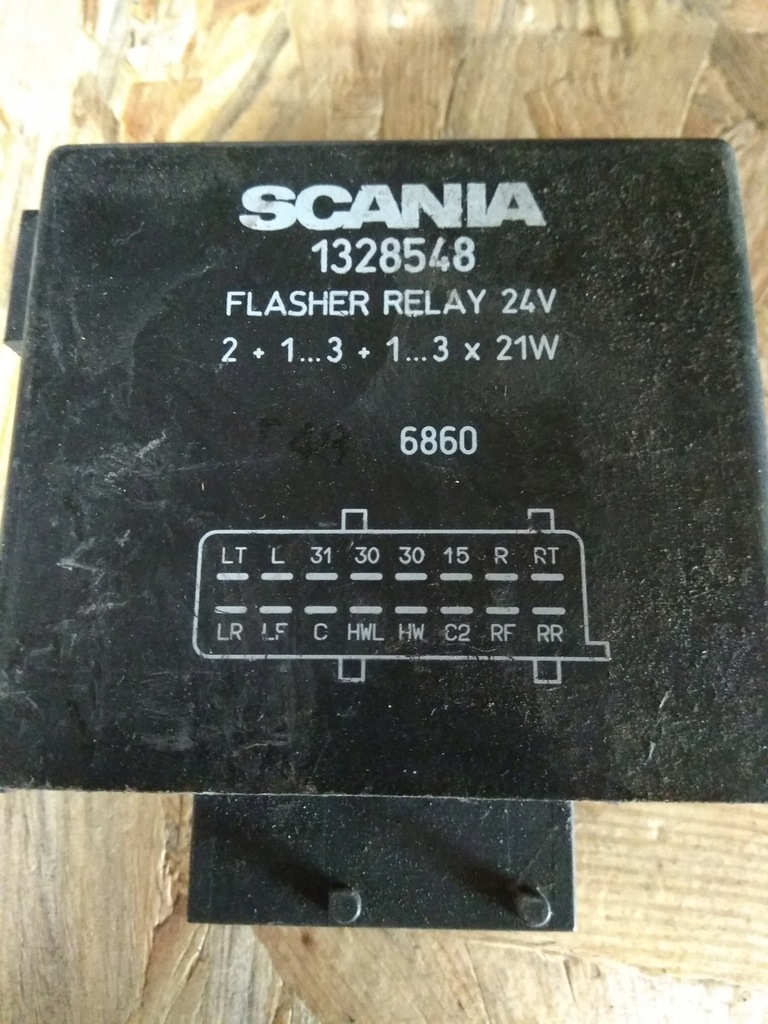 SCANIA
1328548
FLASHER RELAY 24V
2 + 1...3 + 1...3 x 21W
6860
LT L 31 30 30 15 R RT
LR LF C HWL HW C2 RF RR